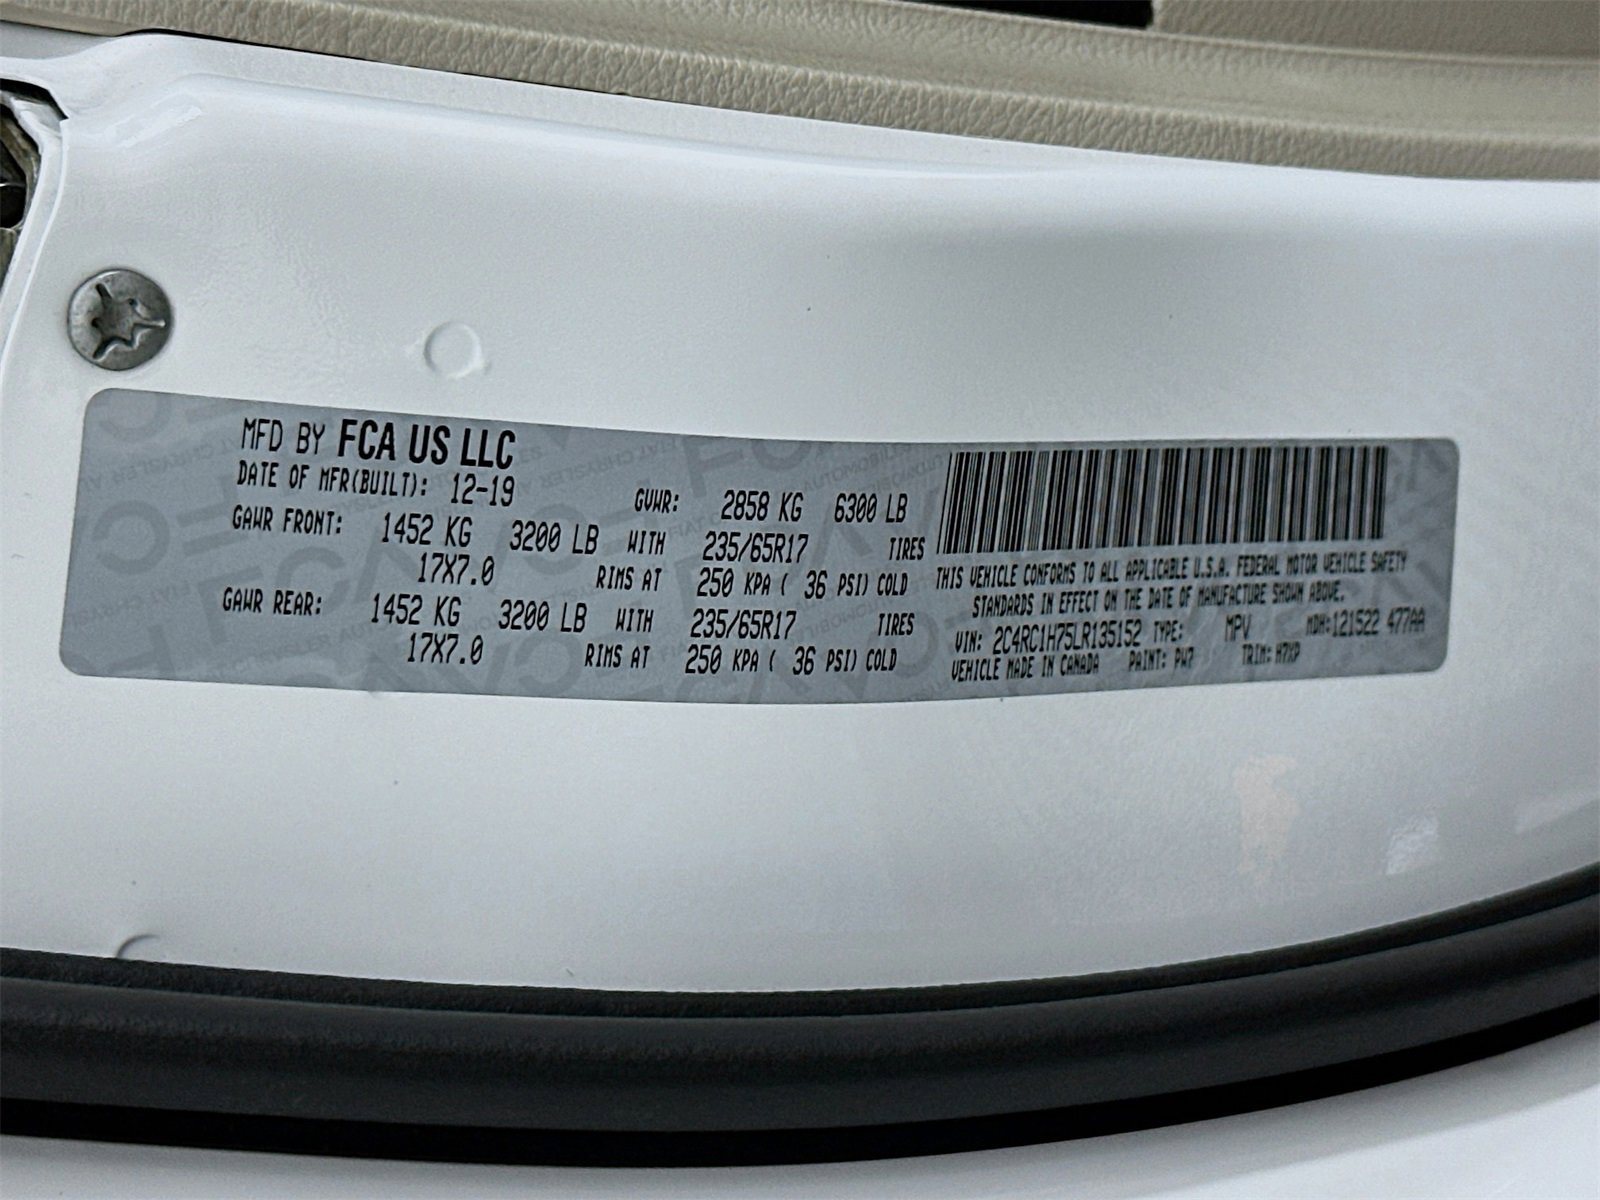 MFD BY FCA US LLC
DATE OF MFR(BUILT): 12-19 GVWR: 2858 KG 6300 LB
GAWR FRONT: 1452 KG 3200 LB WITH 235/65R17 TIRES
17X7.0 RIMS AT 250 KPA ( 36 PSI) COLD
GAWR REAR: 1452 KG 3200 LB WITH 235/65R17 TIRES
17X7.0 RIMS AT 250 KPA ( 36 PSI) COLD
THIS VEHICLE CONFORMS TO ALL APPLICABLE U.S.A. FEDERAL MOTOR VEHICLE SAFETY
STANDARDS IN EFFECT ON THE DATE OF MANUFACTURE SHOWN ABOVE.
VIN: 2C4RC1H75LR135152 TYPE: MPV MDH:121522 477AA
VEHICLE MADE IN CANADA PAINT: PW7 TRIM: H7XP